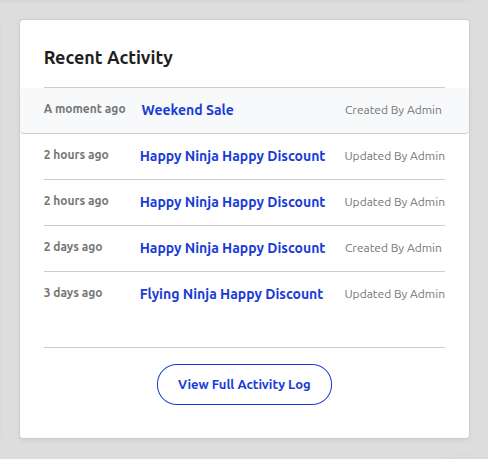 Recent Activity
A moment ago Weekend Sale Created By Admin
2 hours ago Happy Ninja Happy Discount Updated By Admin
2 hours ago Happy Ninja Happy Discount Updated By Admin
2 days ago Happy Ninja Happy Discount Created By Admin
3 days ago Flying Ninja Happy Discount Updated By Admin
View Full Activity Log